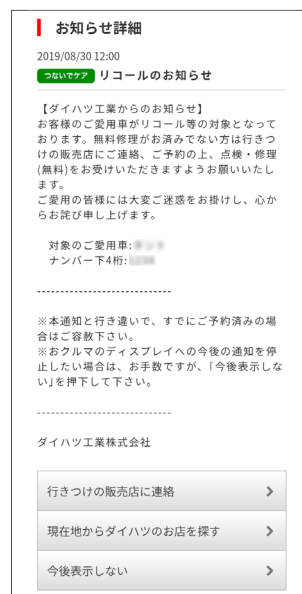 お知らせ詳細
2019/08/30 12:00
つないでケア リコールのお知らせ
【ダイハツ工業からのお知らせ】
お客様のご愛用車がリコール等の対象となって
おります。無料修理がお済みでない方は行きつ
けの販売店にご連絡、ご予約の上、点検・修理
(無料)をお受けいただきますようお願いいたし
ます。
ご愛用の皆様には大変ご迷惑をお掛けし、心か
らお詫び申し上げます。
対象のご愛用車:
ナンバー下4桁:
-----------------------------
※本通知と行き違いで、すでにご予約済みの場
合はご容赦下さい。
※おクルマのディスプレイへの今後の通知を停
止したい場合は、お手数ですが、「今後表示しな
い」を押下して下さい。
-----------------------------
ダイハツ工業株式会社
行きつけの販売店に連絡
現在地からダイハツのお店を探す
今後表示しない